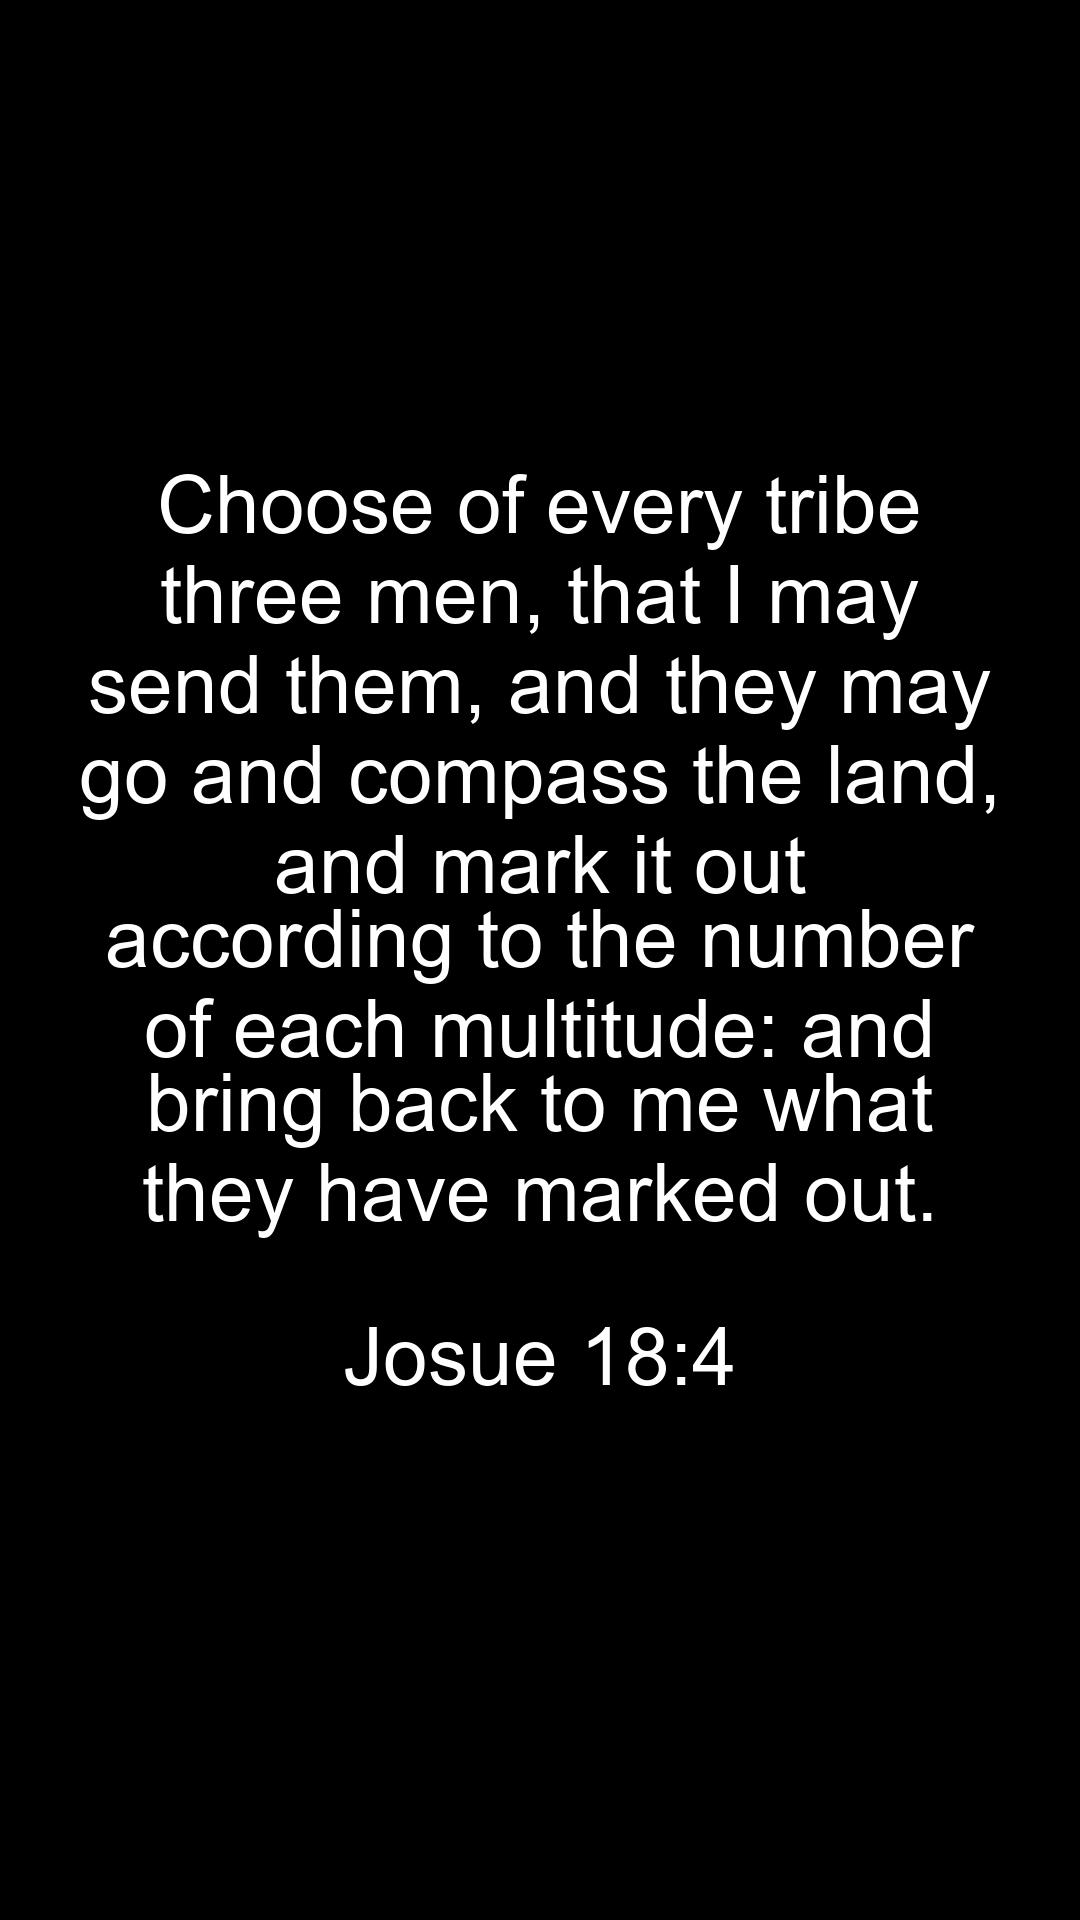 Choose of every tribe
three men, that I may
send them, and they may
go and compass the land,
and mark it out
according to the number
of each multitude: and
bring back to me what
they have marked out.
Josue 18:4